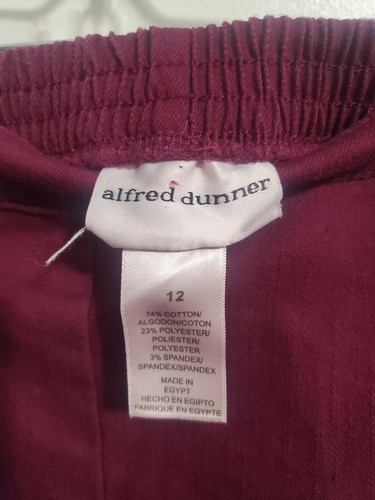 alfred dunner
12
74% COTTON/
ALGODON/COTON
23% POLYESTER/
POLIESTER/
POLYESTER
3% SPANDEX/
SPANDEX/SPANDEX
MADE IN
EGYPT
HECHO EN EGIPTO
FABRIQUE EN EGYPTE